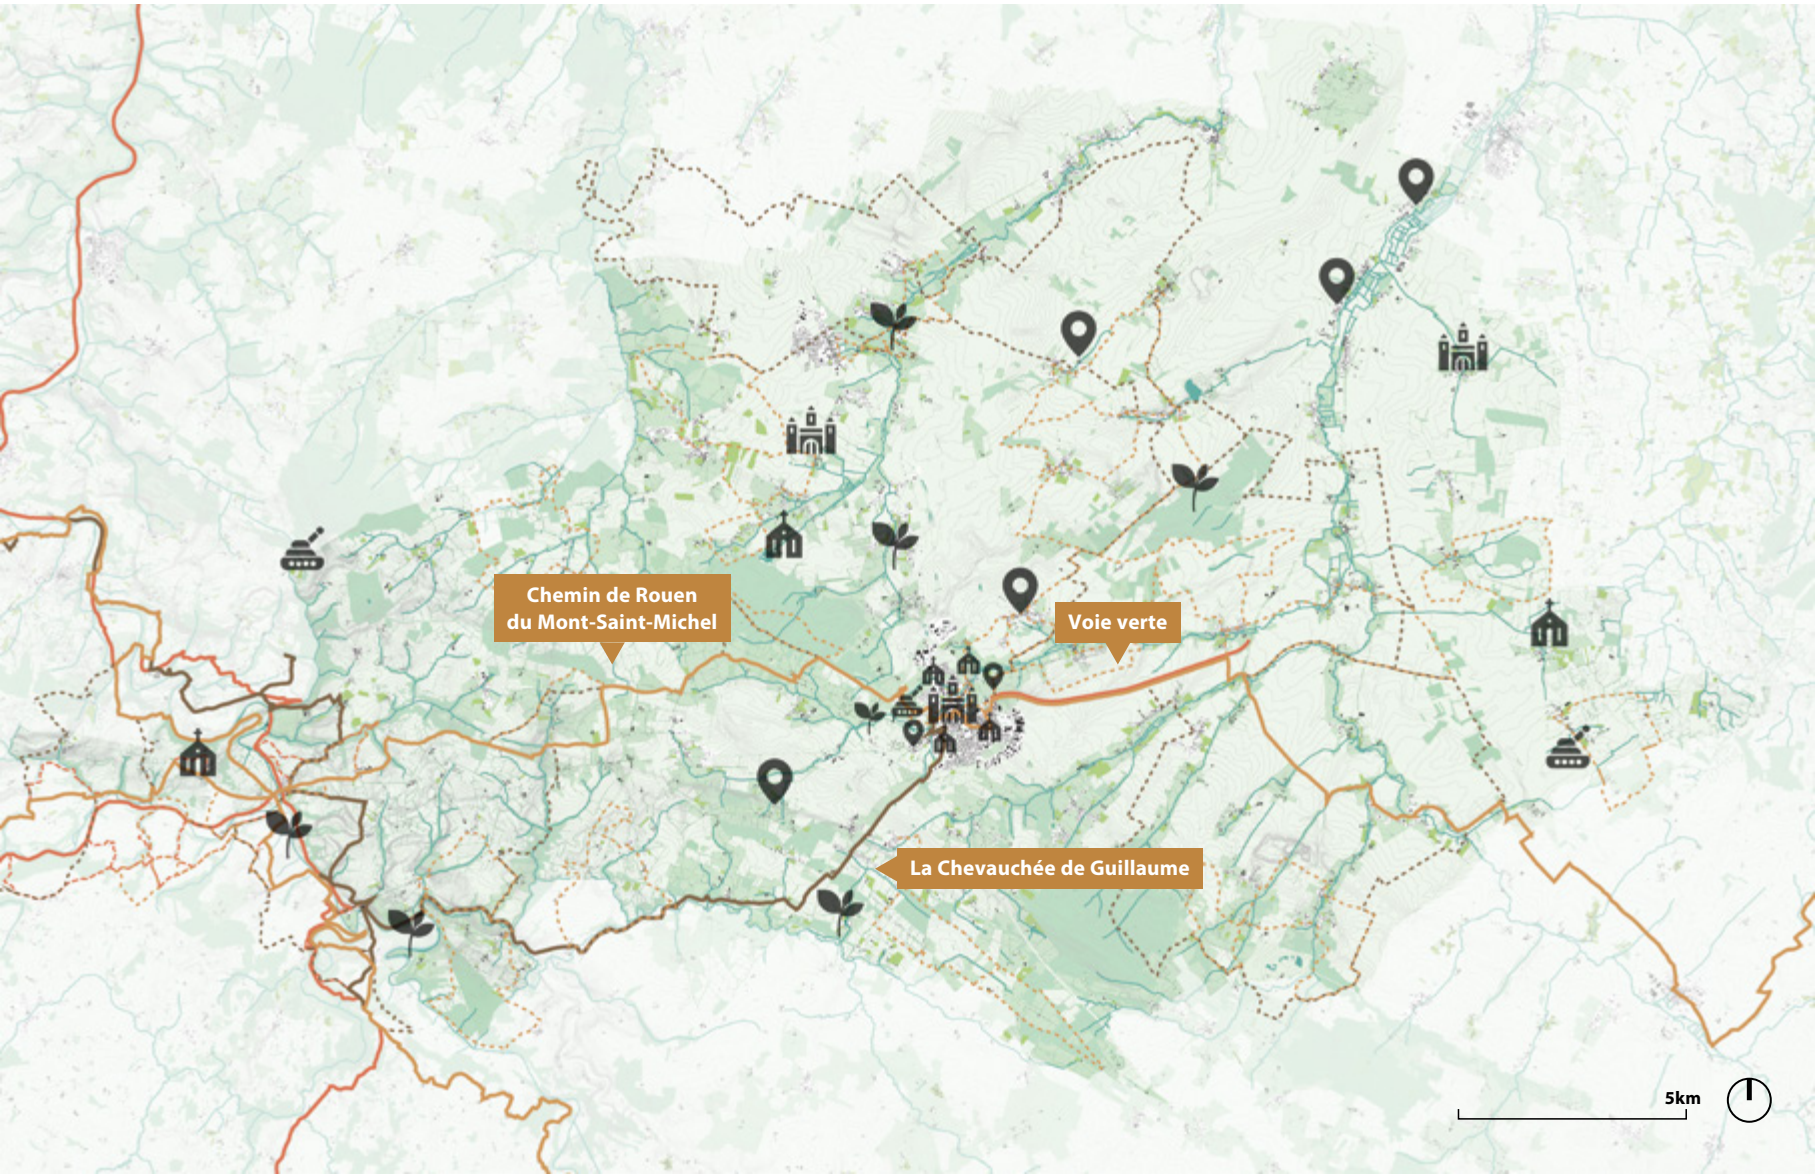 Chemin de Rouen
du Mont-Saint-Michel
Voie verte
La Chevauchée de Guillaume
5km